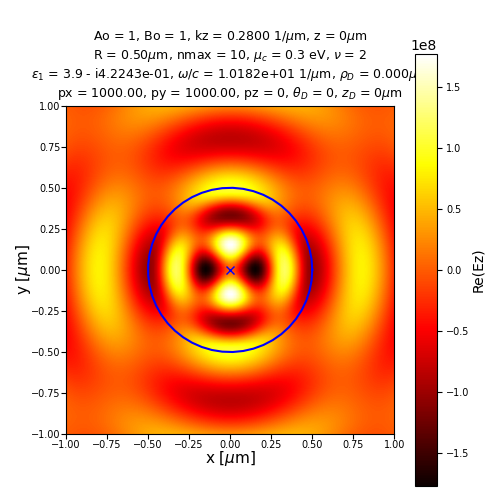 Ao = 1, Bo = 1, kz = 0.2800 1/μm, z = 0μm
R = 0.50μm, nmax = 10, μ_c = 0.3 eV, ν = 2
ε₁ = 3.9 - i4.2243e-01, ω/c = 1.0182e+01 1/μm, ρ_D = 0.000μ
px = 1000.00, py = 1000.00, pz = 0, θ_D = 0, z_D = 0μm
1e8
1.00
0.75
0.50
0.25
0.00
−0.25
−0.50
−0.75
−1.00
y [μm]
−1.00 −0.75 −0.50 −0.25 0.00 0.25 0.50 0.75 1.00
x [μm]
1.5
1.0
0.5
0.0
−0.5
−1.0
−1.5
Re(Ez)